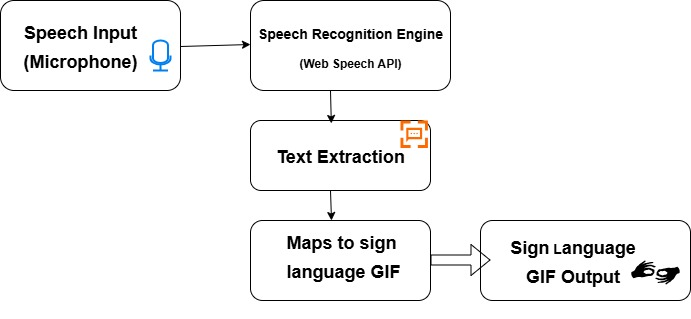 Speech Input
(Microphone)
Speech Recognition Engine
(Web Speech API)
Text Extraction
Maps to sign
language GIF
Sign Language
GIF Output